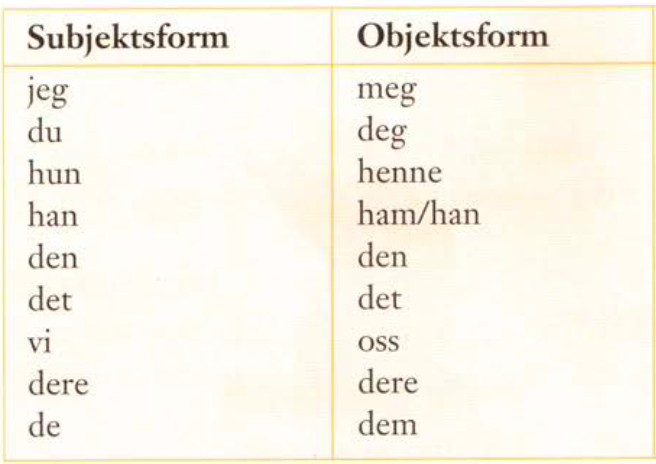 Subjektsform Objektsform
jeg meg
du deg
hun henne
han ham/han
den den
det det
vi oss
dere dere
de dem